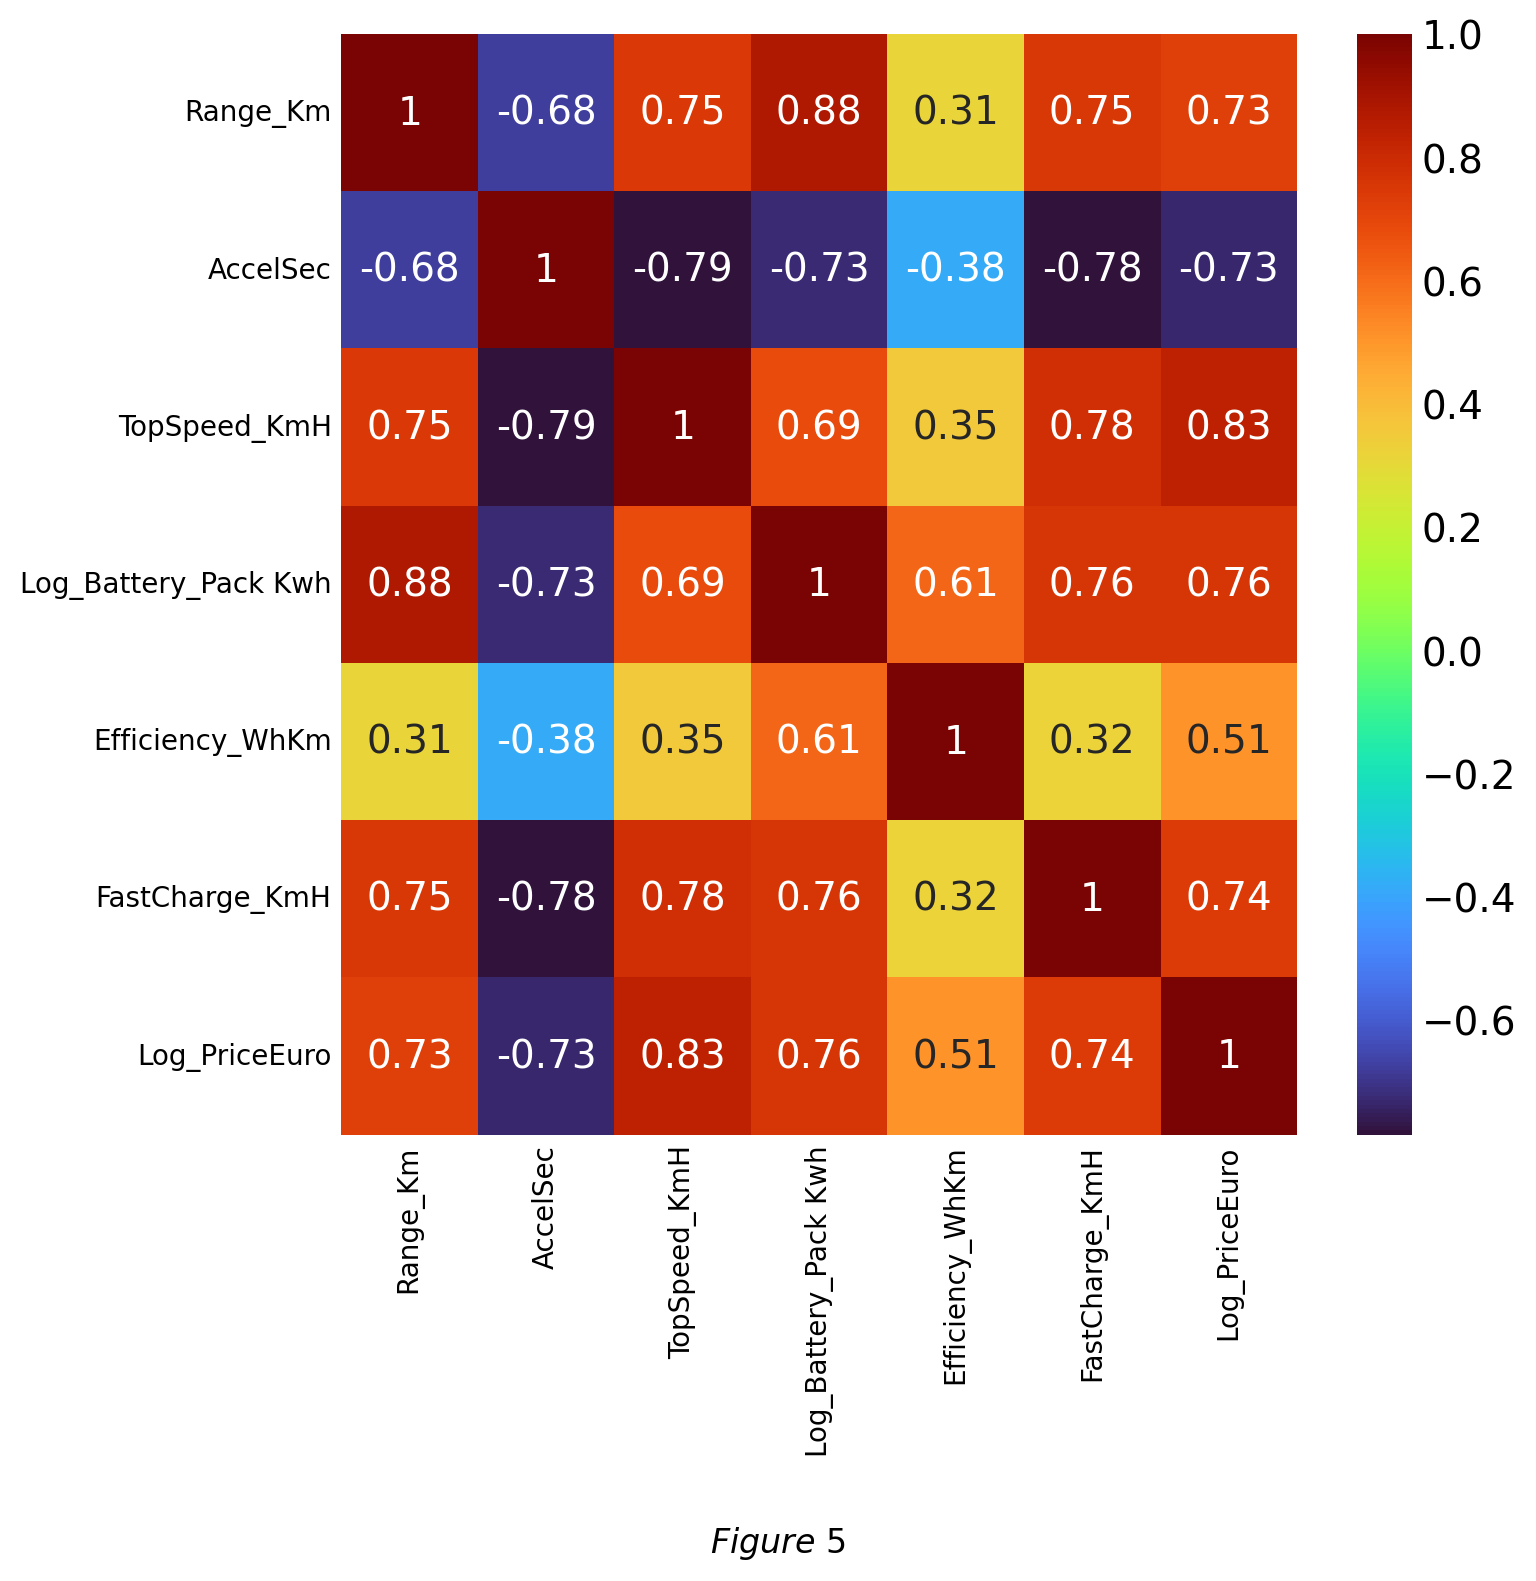 Range_Km 1 -0.68 0.75 0.88 0.31 0.75 0.73
AccelSec -0.68 1 -0.79 -0.73 -0.38 -0.78 -0.73
TopSpeed_KmH 0.75 -0.79 1 0.69 0.35 0.78 0.83
Log_Battery_Pack Kwh 0.88 -0.73 0.69 1 0.61 0.76 0.76
Efficiency_WhKm 0.31 -0.38 0.35 0.61 1 0.32 0.51
FastCharge_KmH 0.75 -0.78 0.78 0.76 0.32 1 0.74
Log_PriceEuro 0.73 -0.73 0.83 0.76 0.51 0.74 1
Range_Km
AccelSec
TopSpeed_KmH
Log_Battery_Pack Kwh
Efficiency_WhKm
FastCharge_KmH
Log_PriceEuro
1.0
0.8
0.6
0.4
0.2
0.0
−0.2
−0.4
−0.6
Figure 5